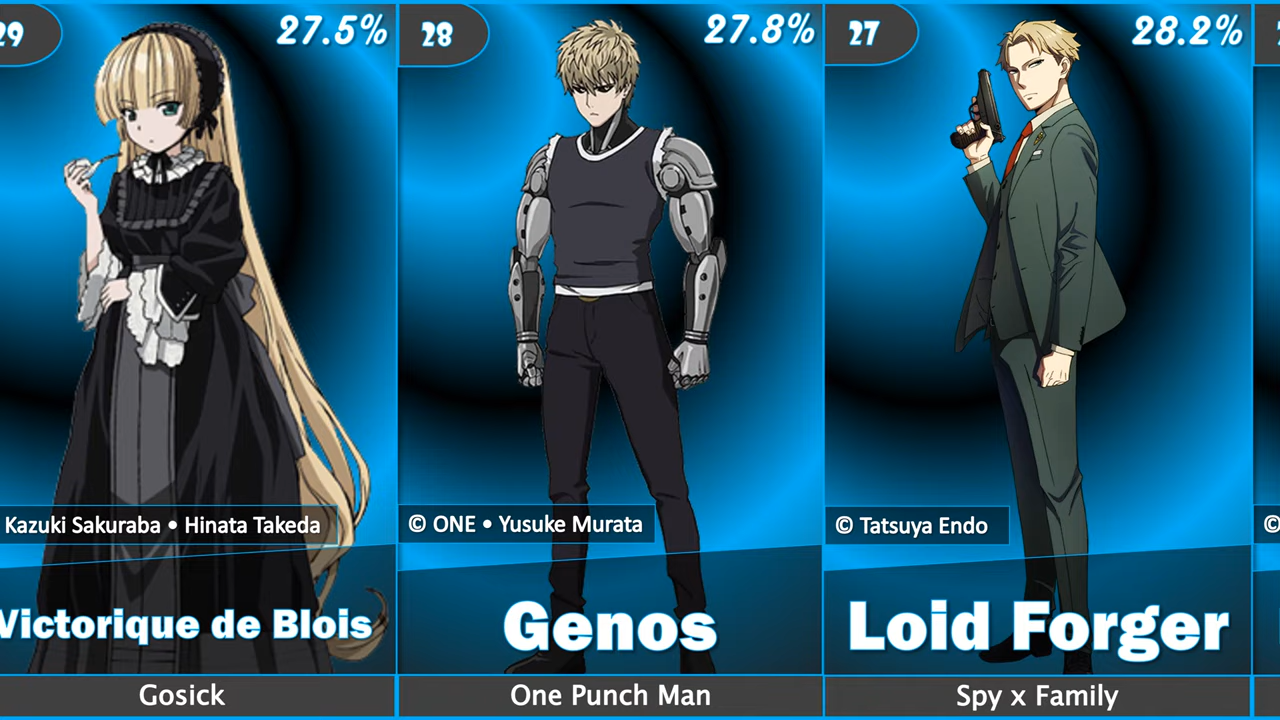 29
27.5%
Kazuki Sakuraba • Hinata Takeda
Victorique de Blois
Gosick
28
27.8%
© ONE • Yusuke Murata
Genos
One Punch Man
27
28.2%
© Tatsuya Endo
Loid Forger
Spy x Family
©